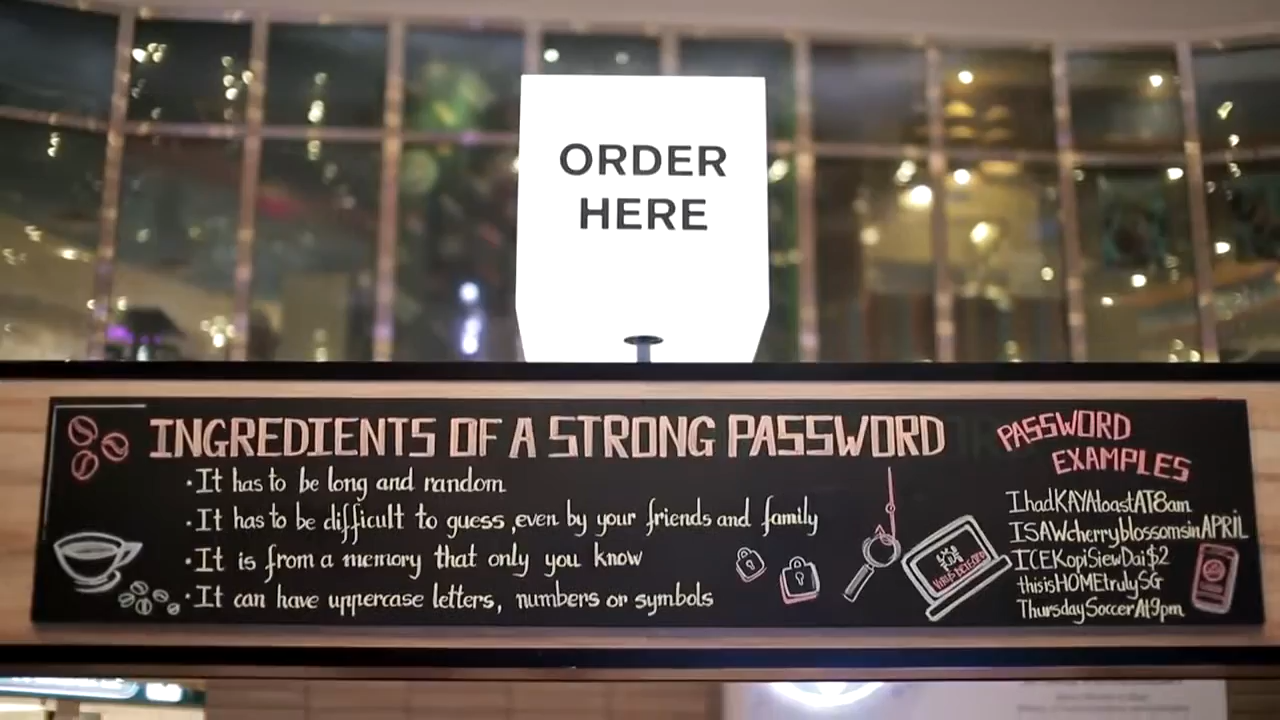 ORDER
HERE
INGREDIENTS OF A STRONG PASSWORD
·It has to be long and random
·It has to be difficult to guess, even by your friends and family
·It is from a memory that only you know
·It can have uppercase letters, numbers or symbols
PASSWORD
EXAMPLES
IhadKAYAtoastAT8am
ISAWcherryblossomsinAPRIL
ICEKopiSiewDai$2
thisisHOMEtrulySG
ThursdaySoccerAt9pm